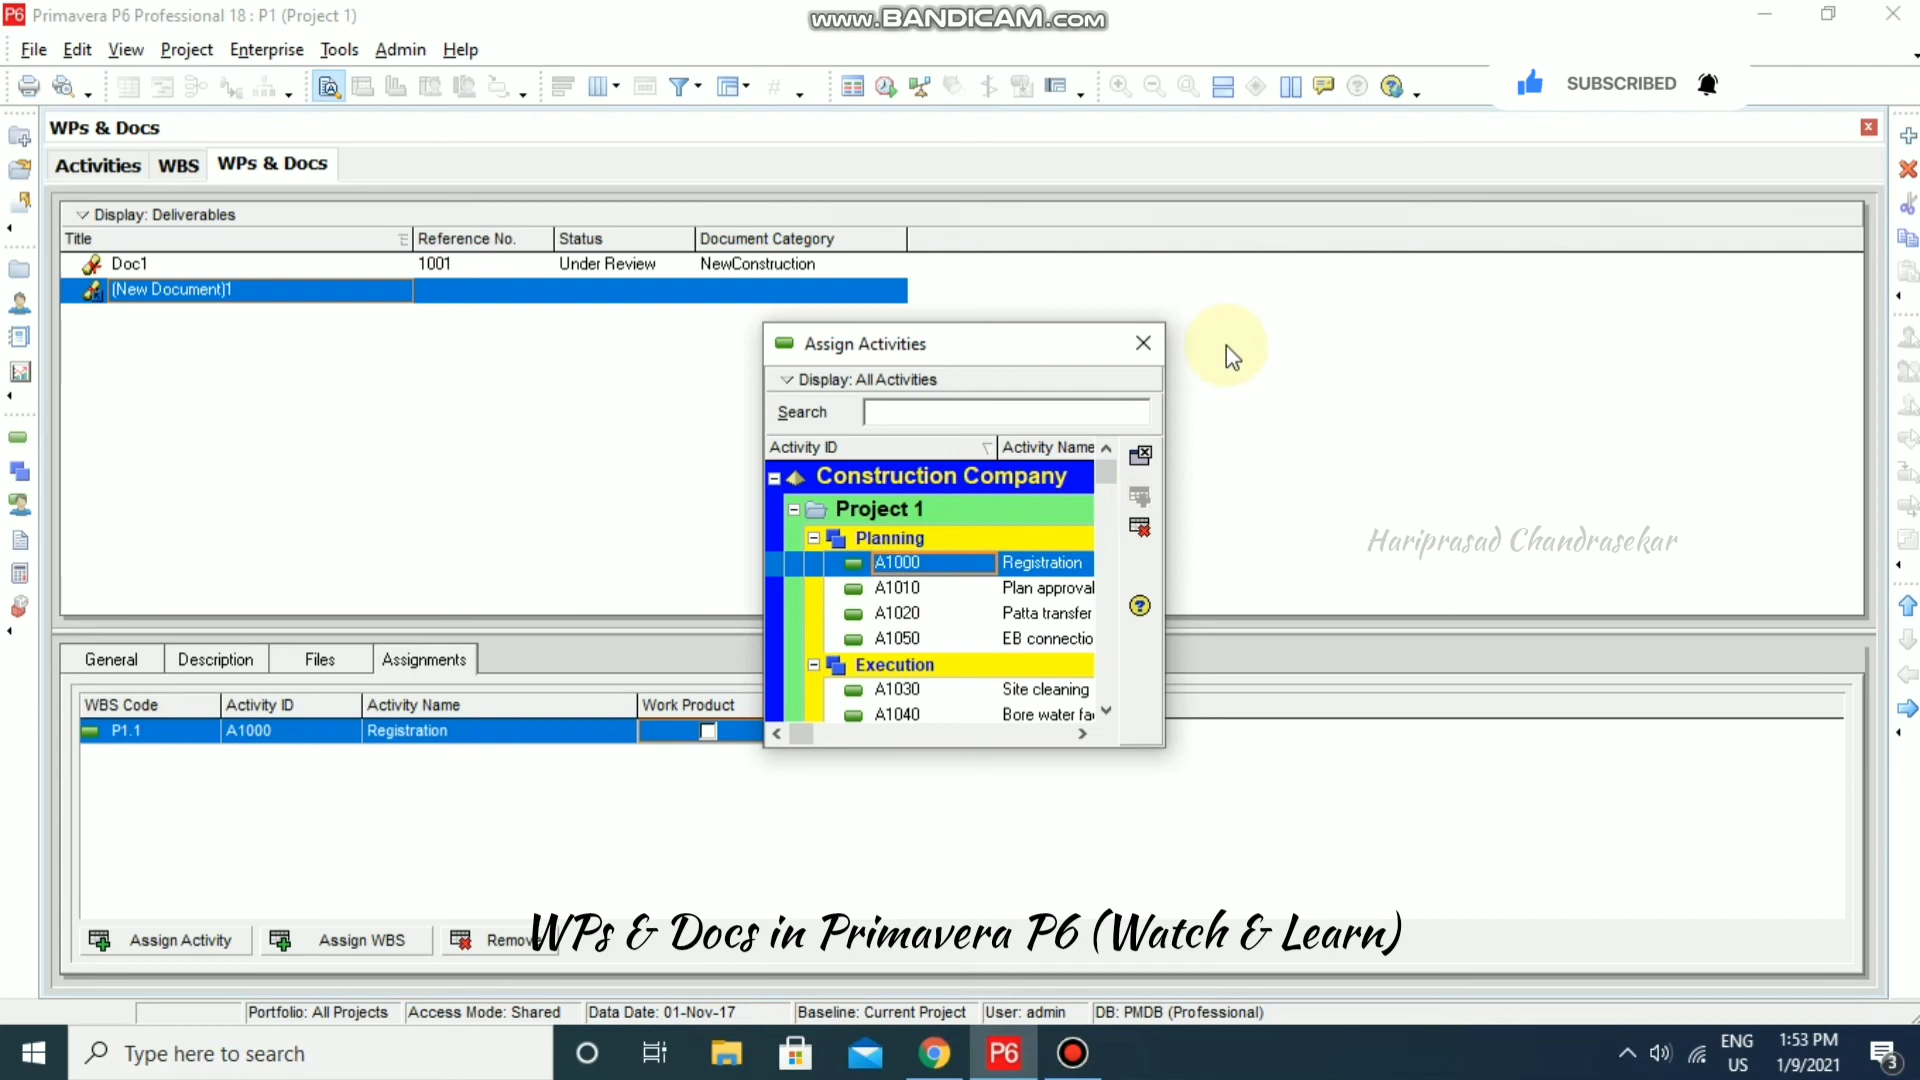 Primavera P6 Professional 18 : P1 (Project 1)
www.BANDICAM.com
File Edit View Project Enterprise Tools Admin Help
SUBSCRIBED
WPs & Docs
Activities WBS WPs & Docs
Display: Deliverables
Title Reference No. Status Document Category
Doc1 1001 Under Review NewConstruction
(New Document)1
Assign Activities
Display: All Activities
Search
Activity ID Activity Name
Construction Company
Project 1
Planning
A1000 Registration
A1010 Plan approval
A1020 Patta transfer
A1050 EB connectio
Execution
A1030 Site cleaning
A1040 Bore water fa
Hariprasad Chandrasekar
General Description Files Assignments
WBS Code Activity ID Activity Name Work Product
P1.1 A1000 Registration
Assign Activity Assign WBS Remove
WPs & Docs in Primavera P6 (Watch & Learn)
Portfolio: All Projects Access Mode: Shared Data Date: 01-Nov-17 Baseline: Current Project User: admin DB: PMDB (Professional)
Type here to search
P6
ENG
US
1:53 PM
1/9/2021
3